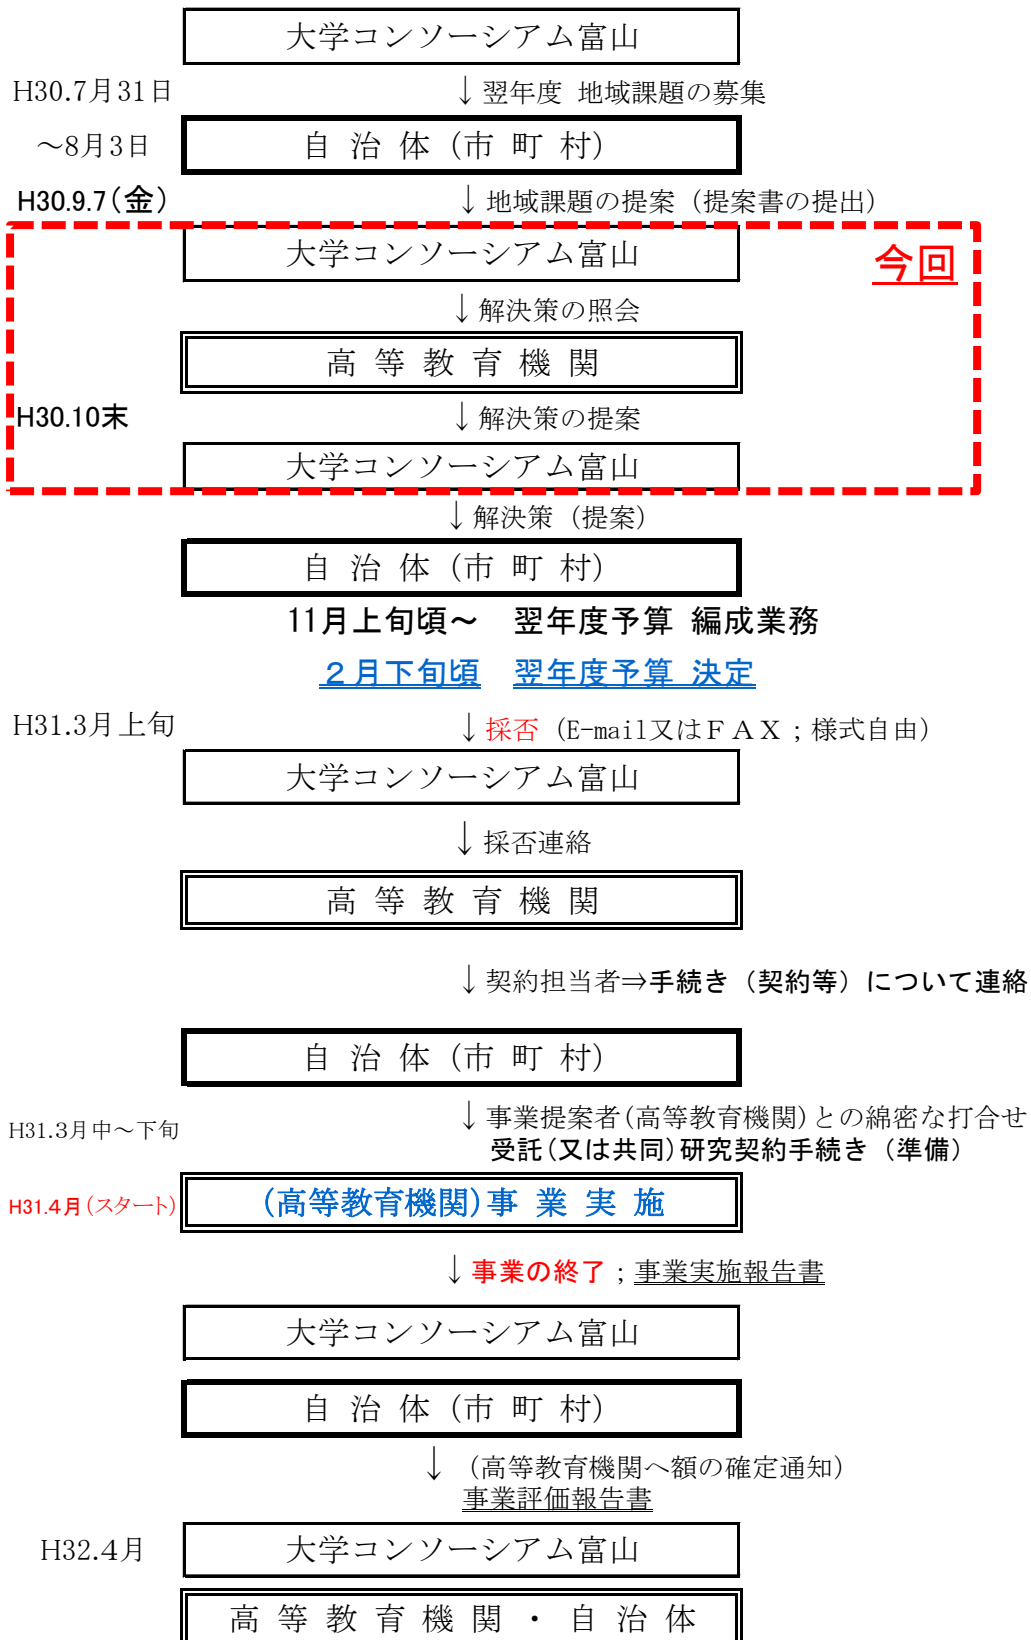 大学コンソーシアム富山
H30.7月31日 ↓翌年度 地域課題の募集
～8月3日 自 治 体（市 町 村）
H30.9.7（金） ↓地域課題の提案（提案書の提出）
大学コンソーシアム富山 今回
↓解決策の照会
高 等 教 育 機 関
H30.10末 ↓解決策の提案
大学コンソーシアム富山
↓解決策（提案）
自 治 体（市 町 村）
11月上旬頃～ 翌年度予算 編成業務
２月下旬頃 翌年度予算 決定
H31.3月上旬 ↓採否（E-mail又はＦＡＸ；様式自由）
大学コンソーシアム富山
↓採否連絡
高 等 教 育 機 関
↓契約担当者⇒手続き（契約等）について連絡
自 治 体（市 町 村）
H31.3月中～下旬 ↓事業提案者(高等教育機関)との綿密な打合せ
受託(又は共同)研究契約手続き（準備）
H31.4月(スタート) (高等教育機関)事 業 実 施
↓事業の終了；事業実施報告書
大学コンソーシアム富山
自 治 体（市 町 村）
↓（高等教育機関へ額の確定通知）
事業評価報告書
H32.4月 大学コンソーシアム富山
高 等 教 育 機 関 ・ 自 治 体